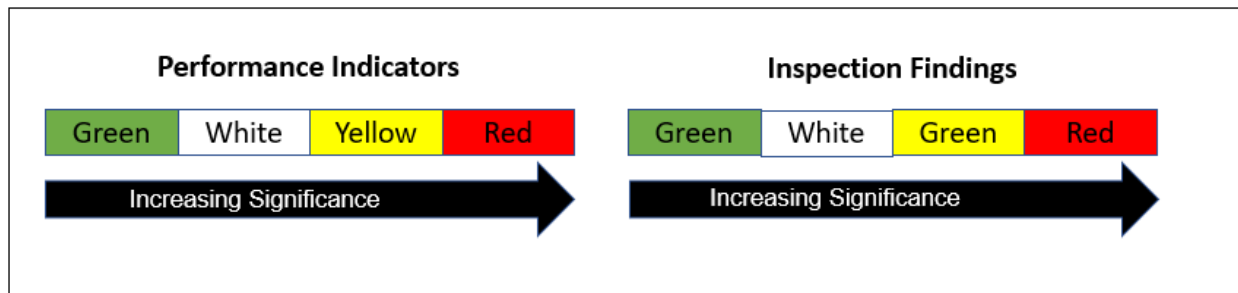 Performance Indicators
Green White Yellow Red
Increasing Significance
Inspection Findings
Green White Green Red
Increasing Significance